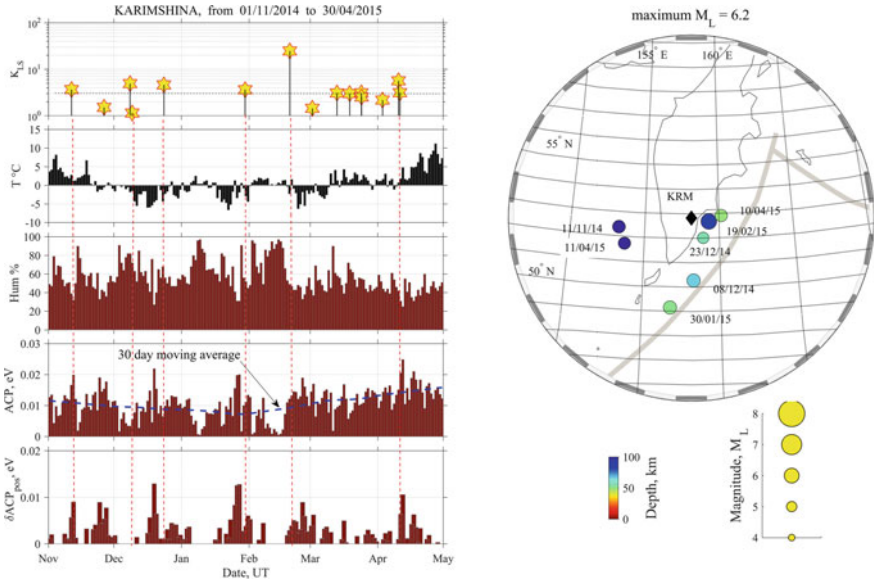 KARIMSHINA, from 01/11/2014 to 30/04/2015
10²
10¹
10⁰
K_LS
15
10
5
0
-5
-10
T °C
100
80
60
40
20
0
Hum %
0.03
0.02
0.01
0
ACP, eV
30 day moving average
0.02
0.01
0
δACP_pos, eV
Nov Dec Jan Feb Mar Apr May
Date, UT
maximum M_L = 6.2
155° E
160° E
55° N
50° N
KRM
10/04/15
19/02/15
11/11/14
11/04/15
23/12/14
08/12/14
30/01/15
100
50
0
Depth, km
8
7
6
5
4
Magnitude, M_L